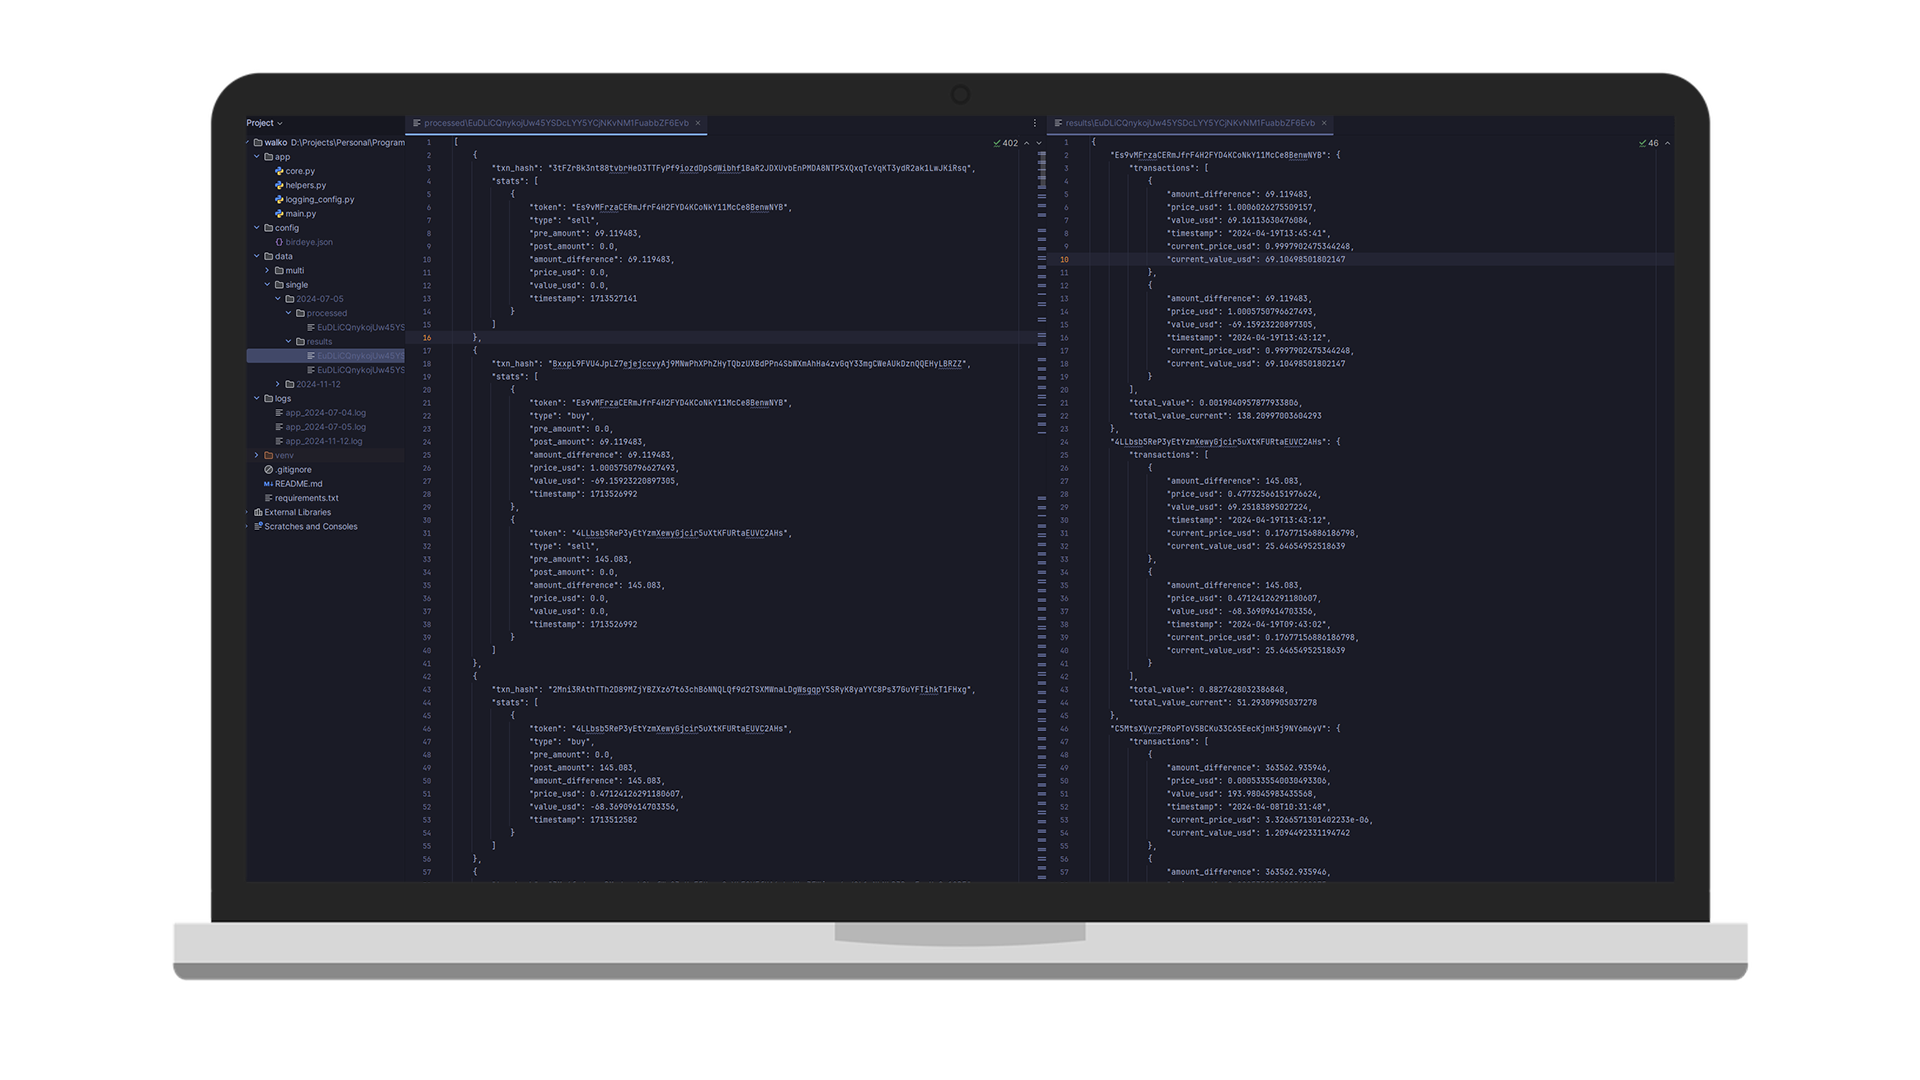 Project
walko D:\Projects\Personal\Program
app
core.py
helpers.py
logging_config.py
main.py
config
birdeye.json
data
multi
single
2024-07-05
processed
EuDLiCQnykojUw45YS
results
EuDLiCQnykojUw45YS
EuDLiCQnykojUw45YS
2024-11-12
logs
app_2024-07-04.log
app_2024-07-05.log
app_2024-11-12.log
venv
.gitignore
README.md
requirements.txt
External Libraries
Scratches and Consoles
processed\EuDLiCQnykojUw45YSDcLYY5YCjNKvNM1FuabbZF6Evb
402
1 [
2 {
3 "txn_hash": "3tFZrBk3nt88tvbrHeD3TTFyPf9iozdDpSdWibhf1BaR2JDXUvbEnPMDA8NTP5XQxqTcYqKT3ydR2ak1LwJKiRsq",
4 "stats": [
5 {
6 "token": "Es9vMFrzaCERmJfrF4H2FYD4KCoNkY11McCe8BenwNYB",
7 "type": "sell",
8 "pre_amount": 69.119483,
9 "post_amount": 0.0,
10 "amount_difference": 69.119483,
11 "price_usd": 0.0,
12 "value_usd": 0.0,
13 "timestamp": 1713527141
14 }
15 ]
16 },
17 {
18 "txn_hash": "BxxpL9FVU4JpLZ7ejejccvyAj9MNwPhXPhZHyTQbzUXBdPPn4SbWXmAhHa4zvGqY33mgCWeAUkDznQQEHyLBRZZ",
19 "stats": [
20 {
21 "token": "Es9vMFrzaCERmJfrF4H2FYD4KCoNkY11McCe8BenwNYB",
22 "type": "buy",
23 "pre_amount": 0.0,
24 "post_amount": 69.119483,
25 "amount_difference": 69.119483,
26 "price_usd": 1.0005750796627493,
27 "value_usd": -69.15923220897305,
28 "timestamp": 1713526992
29 },
30 {
31 "token": "4LLbsb5ReP3yEtYzmXewyGjcir5uXtKFURtaEUVC2AHs",
32 "type": "sell",
33 "pre_amount": 145.083,
34 "post_amount": 0.0,
35 "amount_difference": 145.083,
36 "price_usd": 0.0,
37 "value_usd": 0.0,
38 "timestamp": 1713526992
39 }
40 ]
41 },
42 {
43 "txn_hash": "2Mni3RAthTTh2D89MZjYBZXz67t63chB6NNQLQf9d2TSXMWnaLDgWsgqpY5SRyK8yaYYC8Ps37GuYFTihkT1FHxg",
44 "stats": [
45 {
46 "token": "4LLbsb5ReP3yEtYzmXewyGjcir5uXtKFURtaEUVC2AHs",
47 "type": "buy",
48 "pre_amount": 0.0,
49 "post_amount": 145.083,
50 "amount_difference": 145.083,
51 "price_usd": 0.47124126291180607,
52 "value_usd": -68.36909614703356,
53 "timestamp": 1713512582
54 }
55 ]
56 },
57 {
results\EuDLiCQnykojUw45YSDcLYY5YCjNKvNM1FuabbZF6Evb
46
1 {
2 "Es9vMFrzaCERmJfrF4H2FYD4KCoNkY11McCe8BenwNYB": {
3 "transactions": [
4 {
5 "amount_difference": 69.119483,
6 "price_usd": 1.0006026275509157,
7 "value_usd": 69.16113630476084,
8 "timestamp": "2024-04-19T13:45:41",
9 "current_price_usd": 0.9997902475344248,
10 "current_value_usd": 69.10498501802147
11 },
12 {
13 "amount_difference": 69.119483,
14 "price_usd": 1.0005750796627493,
15 "value_usd": -69.15923220897305,
16 "timestamp": "2024-04-19T13:43:12",
17 "current_price_usd": 0.9997902475344248,
18 "current_value_usd": 69.10498501802147
19 }
20 ],
21 "total_value": 0.0019040957877933806,
22 "total_value_current": 138.20997003604293
23 },
24 "4LLbsb5ReP3yEtYzmXewyGjcir5uXtKFURtaEUVC2AHs": {
25 "transactions": [
26 {
27 "amount_difference": 145.083,
28 "price_usd": 0.47732566151976624,
29 "value_usd": 69.25183895027224,
30 "timestamp": "2024-04-19T13:43:12",
31 "current_price_usd": 0.17677156886186798,
32 "current_value_usd": 25.64654952518639
33 },
34 {
35 "amount_difference": 145.083,
36 "price_usd": 0.47124126291180607,
37 "value_usd": -68.36909614703356,
38 "timestamp": "2024-04-19T09:43:02",
39 "current_price_usd": 0.17677156886186798,
40 "current_value_usd": 25.64654952518639
41 }
42 ],
43 "total_value": 0.8827428032386848,
44 "total_value_current": 51.29309905037278
45 },
46 "C5MtsXVyrzPRoPToV5BCKu33C65EecKjnH3j9NY6m6yV": {
47 "transactions": [
48 {
49 "amount_difference": 363562.935946,
50 "price_usd": 0.0005335540030493306,
51 "value_usd": 193.98045983435568,
52 "timestamp": "2024-04-08T10:31:48",
53 "current_price_usd": 3.3266571301402233e-06,
54 "current_value_usd": 1.2094492331194742
55 },
56 {
57 "amount_difference": 363562.935946,